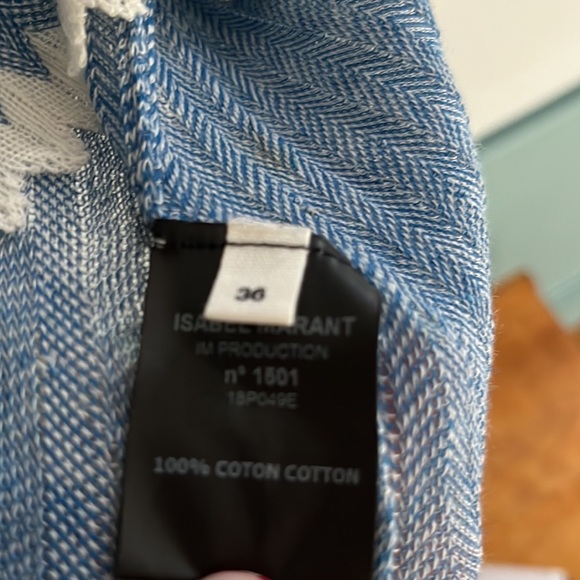 36
ISABEL MARANT
IM PRODUCTION
n° 1501
18P049E
100% COTON COTTON